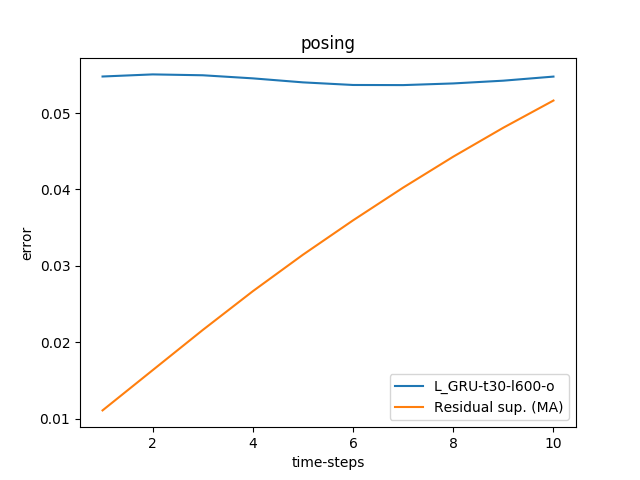 posing
error
0.05
0.04
0.03
0.02
0.01
2 4 6 8 10
time-steps
L_GRU-t30-l600-o
Residual sup. (MA)